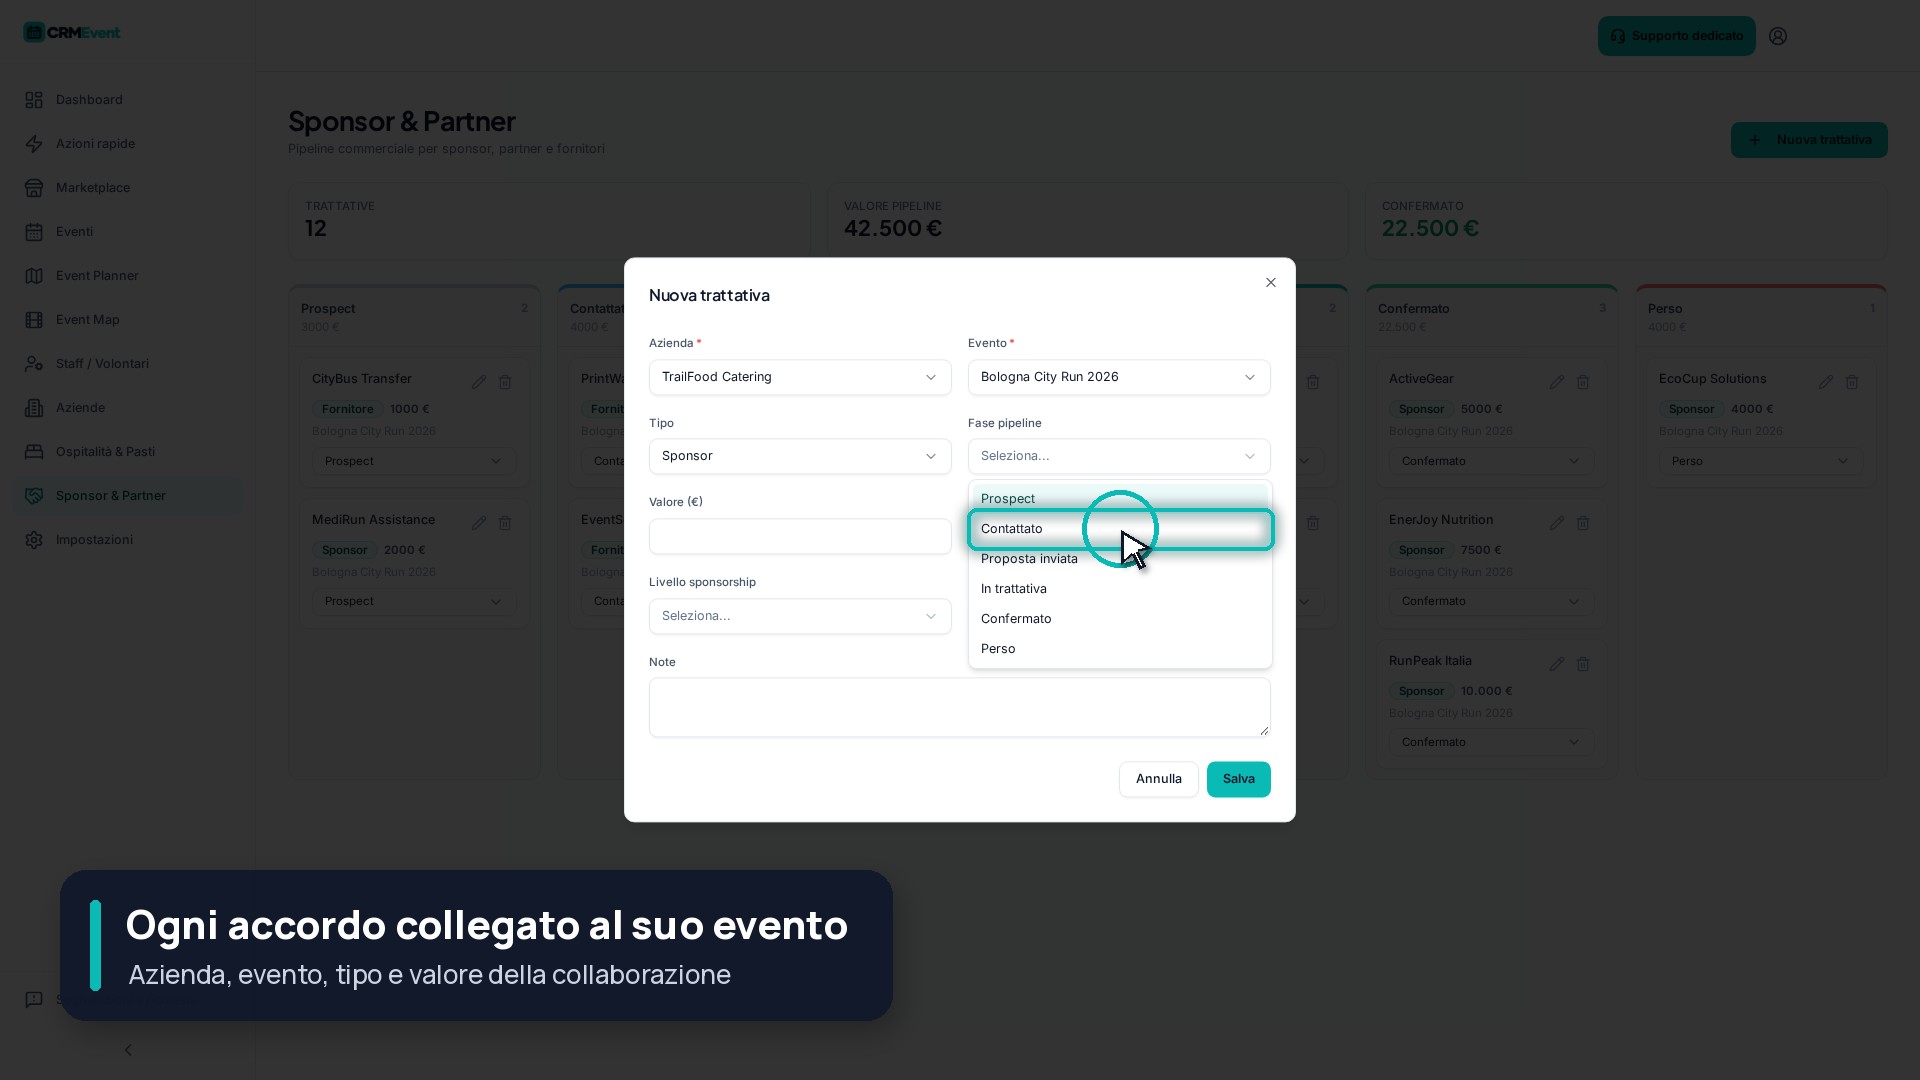 CRMEvent
Supporto dedicato
Dashboard
Azioni rapide
Marketplace
Eventi
Event Planner
Event Map
Staff / Volontari
Aziende
Ospitalità & Pasti
Sponsor & Partner
Impostazioni
Sponsor & Partner
Pipeline commerciale per sponsor, partner e fornitori
Nuova trattativa
TRATTATIVE
12
VALORE PIPELINE
42.500 €
CONFERMATO
22.500 €
Prospect 2
3000 €
CityBus Transfer
Fornitore 1000 €
Bologna City Run 2026
Prospect
MediRun Assistance
Sponsor 2000 €
Bologna City Run 2026
Prospect
4000 €
2
Confermato 3
22.500 €
ActiveGear
Sponsor 5000 €
Bologna City Run 2026
Confermato
EnerJoy Nutrition
Sponsor 7500 €
Bologna City Run 2026
Confermato
RunPeak Italia
Sponsor 10.000 €
Bologna City Run 2026
Confermato
Perso 1
4000 €
EcoCup Solutions
Sponsor 4000 €
Bologna City Run 2026
Perso
Nuova trattativa
Azienda *
TrailFood Catering
Evento *
Bologna City Run 2026
Tipo
Sponsor
Fase pipeline
Seleziona...
Prospect
Contattato
Proposta inviata
In trattativa
Confermato
Perso
Valore (€)
Livello sponsorship
Seleziona...
Note
Annulla
Salva
Ogni accordo collegato al suo evento
Azienda, evento, tipo e valore della collaborazione